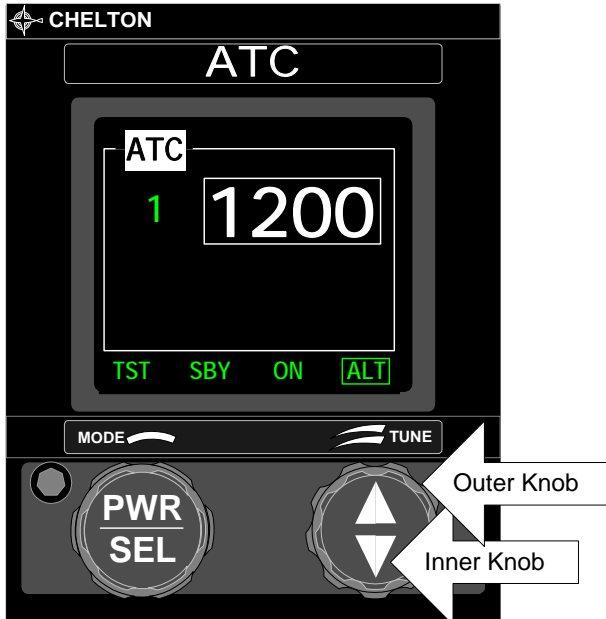 CHELTON
ATC
ATC
1 1200
TST SBY ON ALT
MODE TUNE
Outer Knob
PWR
SEL
Inner Knob